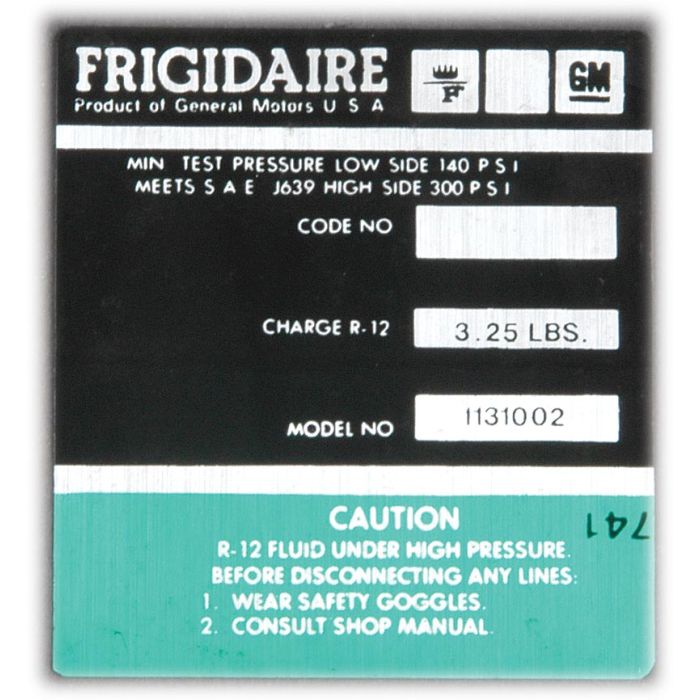 FRIGIDAIRE
Product of General Motors U S A
F
GM
MIN TEST PRESSURE LOW SIDE 140 P S I
MEETS S A E J639 HIGH SIDE 300 P S I
CODE NO
CHARGE R-12 3.25 LBS.
MODEL NO 1131002
CAUTION
741
R-12 FLUID UNDER HIGH PRESSURE.
BEFORE DISCONNECTING ANY LINES:
1. WEAR SAFETY GOGGLES.
2. CONSULT SHOP MANUAL.